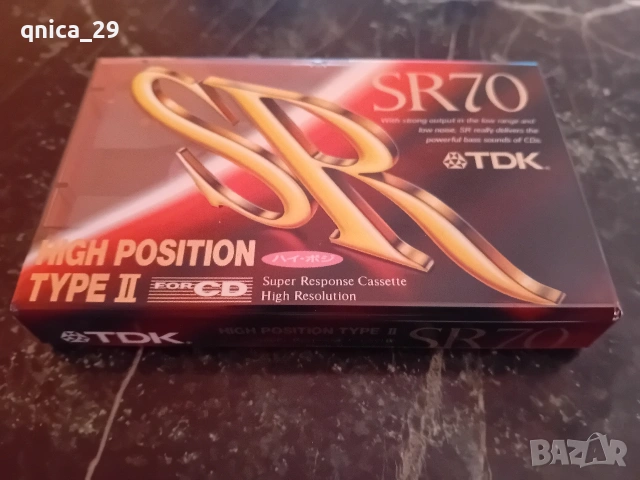 qnica_29
SR
SR70
With strong output in the low range and
low noise, SR really delivers the
powerful bass sounds of CDs.
TDK
HIGH POSITION
TYPE II
FOR CD
ハイ・ポジ
Super Response Cassette
High Resolution
TDK
HIGH POSITION TYPE II
SR70
BAZAR